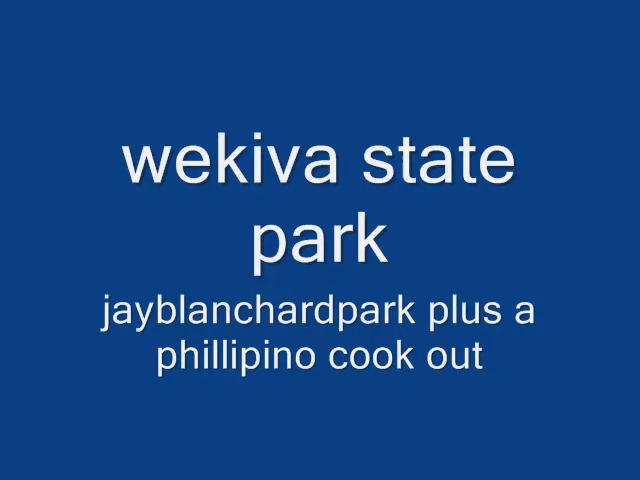 wekiva state
park
jayblanchardpark plus a
phillipino cook out